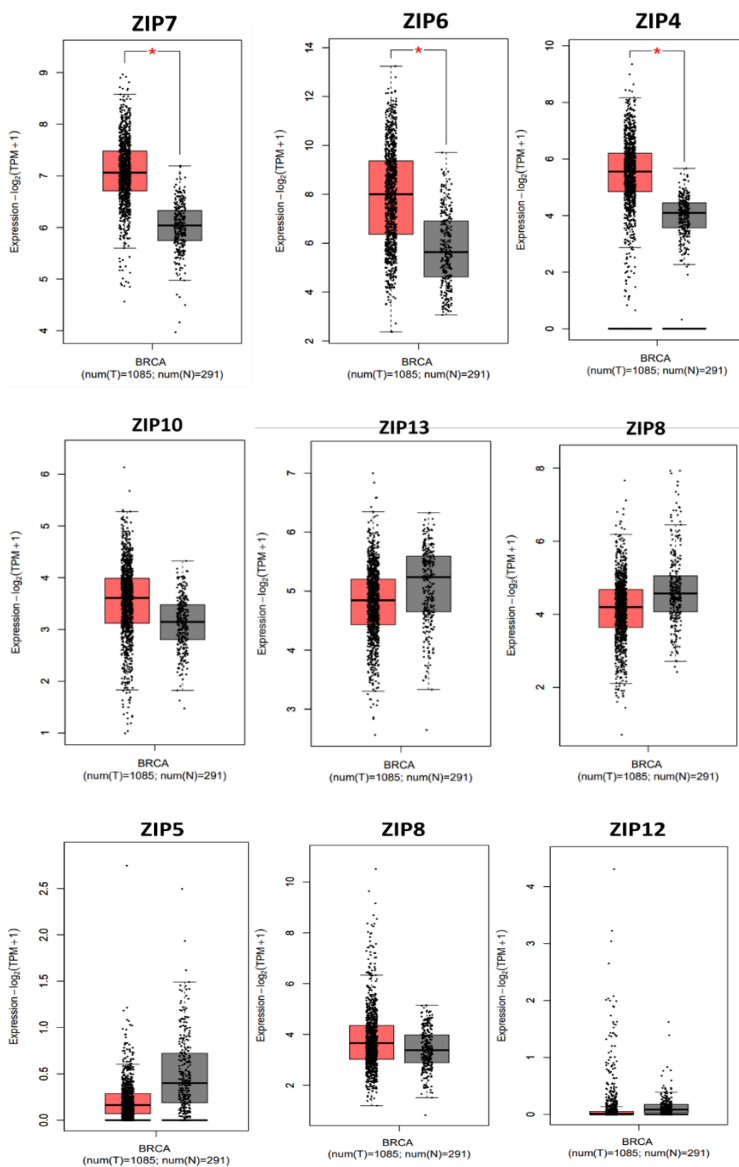 ZIP7
ZIP6
ZIP4
*
*
*
Expression – log2(TPM + 1)
9
8
7
6
5
4
Expression – log2(TPM + 1)
14
12
10
8
6
4
2
Expression – log2(TPM + 1)
10
8
6
4
2
0
BRCA
(num(T)=1085; num(N)=291)
BRCA
(num(T)=1085; num(N)=291)
BRCA
(num(T)=1085; num(N)=291)
ZIP10
ZIP13
ZIP8
Expression – log2(TPM + 1)
6
5
4
3
2
1
Expression – log2(TPM + 1)
7
6
5
4
3
Expression – log2(TPM + 1)
8
6
4
2
BRCA
(num(T)=1085; num(N)=291)
BRCA
(num(T)=1085; num(N)=291)
BRCA
(num(T)=1085; num(N)=291)
ZIP5
ZIP8
ZIP12
Expression – log2(TPM + 1)
2.5
2.0
1.5
1.0
0.5
0.0
Expression – log2(TPM + 1)
10
8
6
4
2
Expression – log2(TPM + 1)
4
3
2
1
0
BRCA
(num(T)=1085; num(N)=291)
BRCA
(num(T)=1085; num(N)=291)
BRCA
(num(T)=1085; num(N)=291)